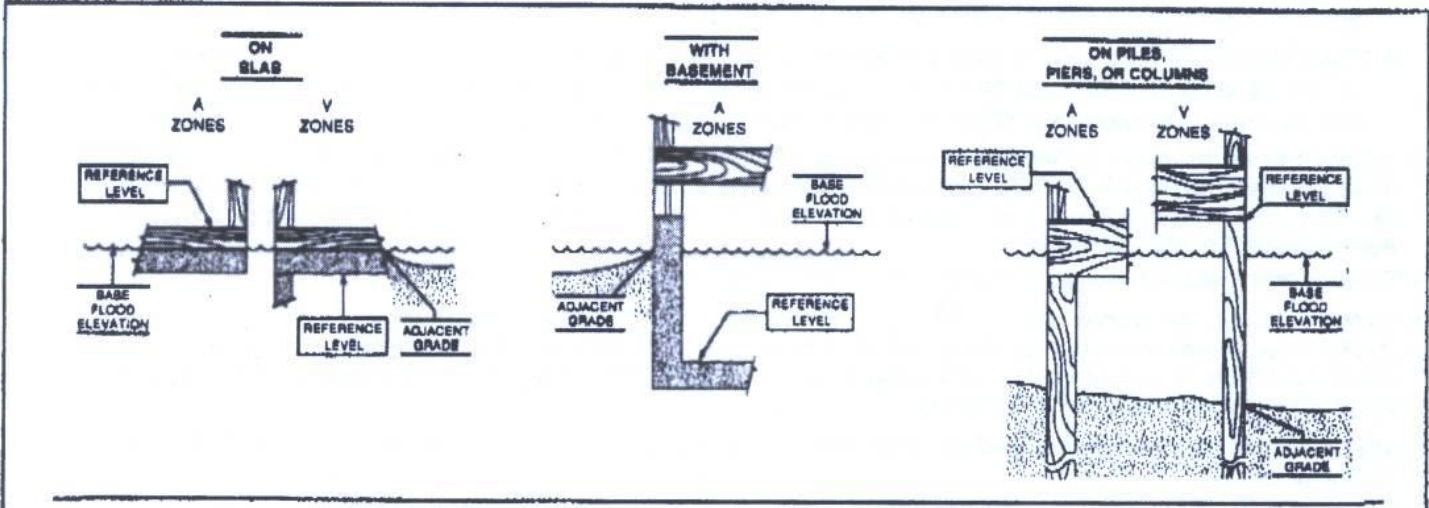 ON
SLAB
A
ZONES
V
ZONES
REFERENCE
LEVEL
BASE
FLOOD
ELEVATION
REFERENCE
LEVEL
ADJACENT
GRADE
WITH
BASEMENT
A
ZONES
BASE
FLOOD
ELEVATION
ADJACENT
GRADE
REFERENCE
LEVEL
ON PILES,
PIERS, OR COLUMNS
A
ZONES
V
ZONES
REFERENCE
LEVEL
REFERENCE
LEVEL
BASE
FLOOD
ELEVATION
ADJACENT
GRADE